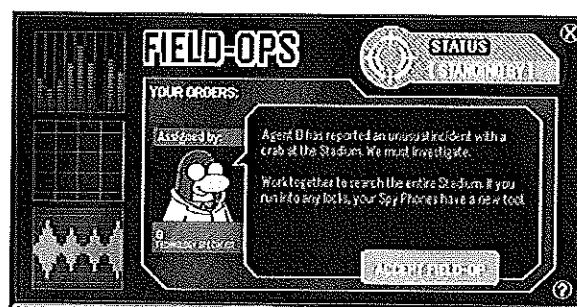 FIELD-OPS
STATUS
[ STANDING BY ]
YOUR ORDERS:
Assigned by:
Agent D has reported an unusual incident with a
crab at the Stadium. We must investigate.
Work together to search the entire Stadium. If you
run into any locks, your Spy Phones have a new tool.
G
ACCEPT FIELD-OP
?